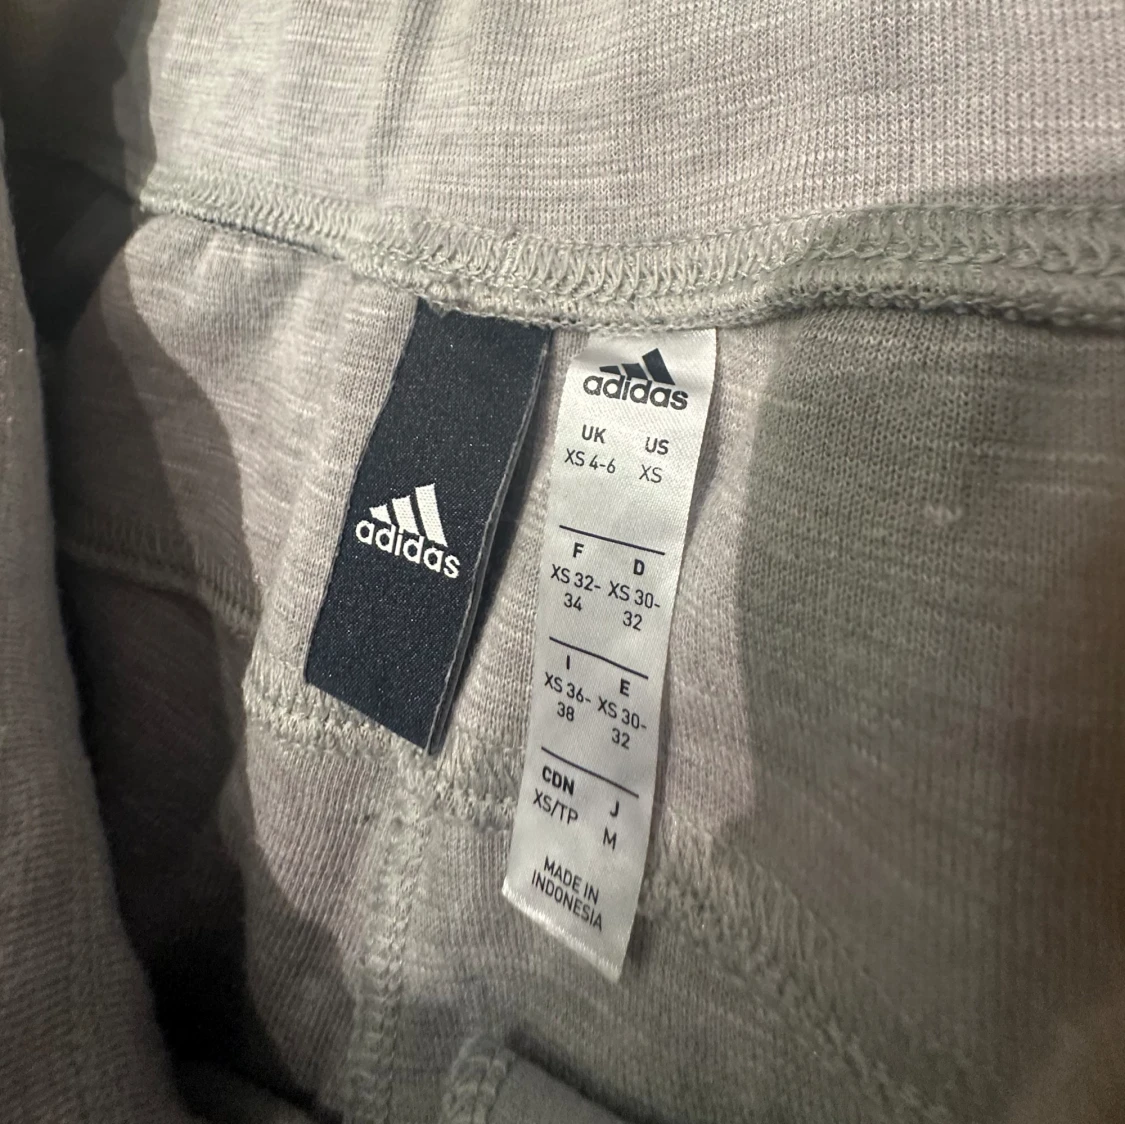 adidas
adidas
UK US
XS 4-6 XS
F D
XS 32- XS 30-
34 32
I E
XS 36- XS 30-
38 32
CDN J
XS/TP M
MADE IN
INDONESIA